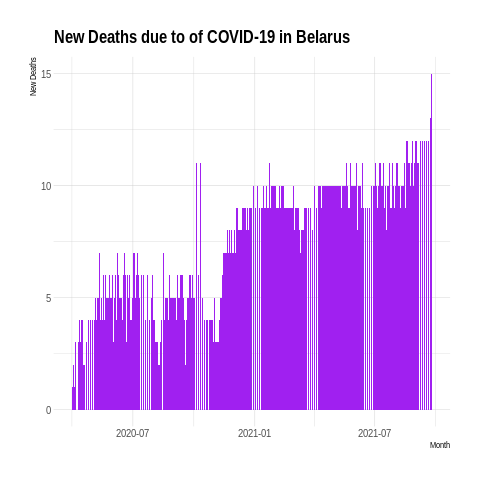 New Deaths due to of COVID-19 in Belarus
New Deaths
15
10
5
0
2020-07
2021-01
2021-07
Month